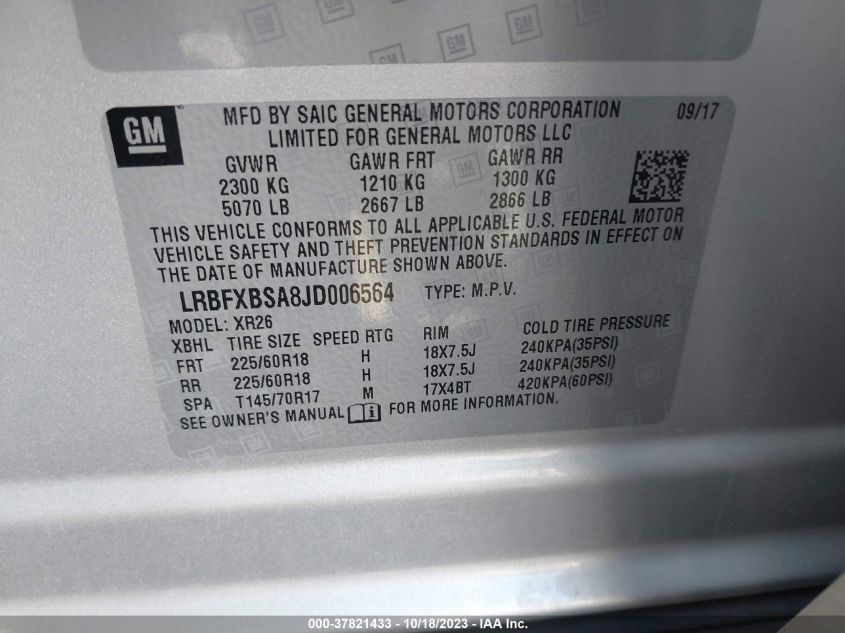 GM
MFD BY SAIC GENERAL MOTORS CORPORATION 09/17
LIMITED FOR GENERAL MOTORS LLC
GVWR GAWR FRT GAWR RR
2300 KG 1210 KG 1300 KG
5070 LB 2667 LB 2866 LB
THIS VEHICLE CONFORMS TO ALL APPLICABLE U.S. FEDERAL MOTOR
VEHICLE SAFETY AND THEFT PREVENTION STANDARDS IN EFFECT ON
THE DATE OF MANUFACTURE SHOWN ABOVE.
LRBFXBSA8JD006564 TYPE: M.P.V.
MODEL: XR26
XBHL TIRE SIZE SPEED RTG RIM COLD TIRE PRESSURE
FRT 225/60R18 H 18X7.5J 240KPA(35PSI)
RR 225/60R18 H 18X7.5J 240KPA(35PSI)
SPA T145/70R17 M 17X4BT 420KPA(60PSI)
SEE OWNER'S MANUAL i FOR MORE INFORMATION.
000-37821433 - 10/18/2023 - IAA Inc.